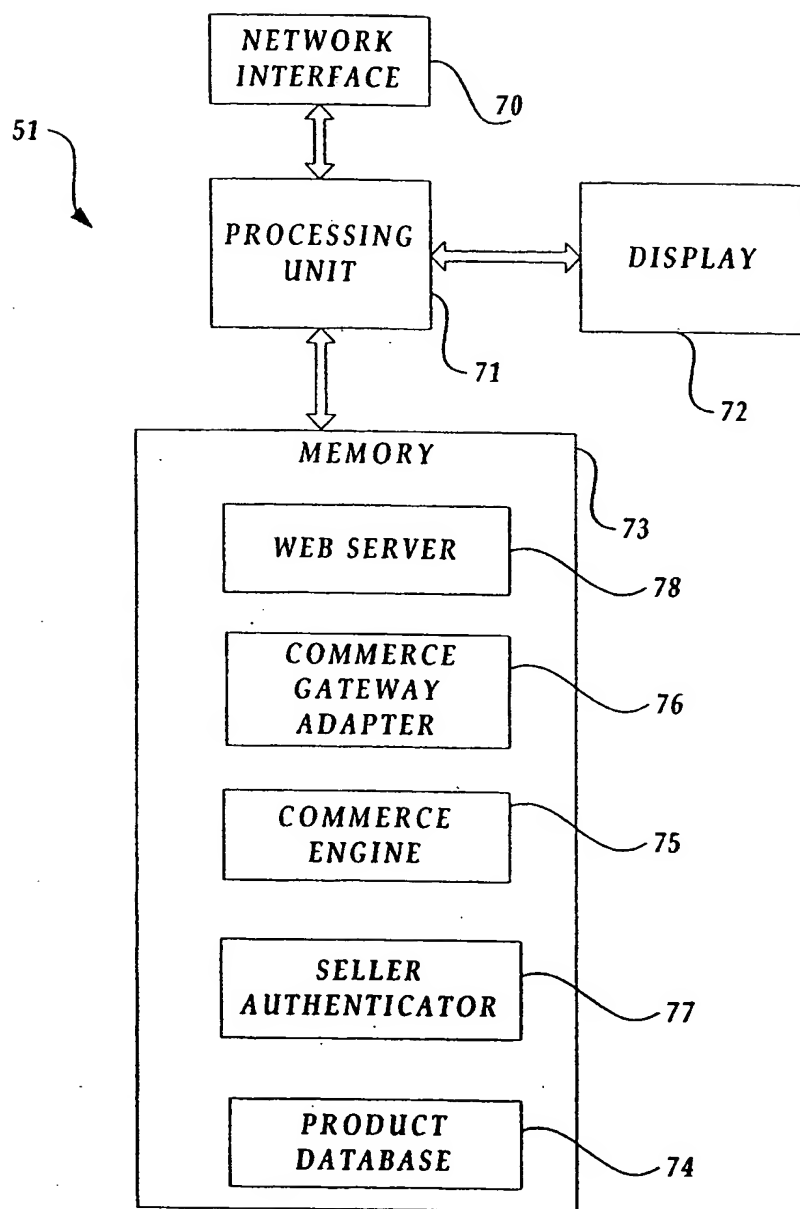 NETWORK
INTERFACE
70
51
PROCESSING
UNIT
DISPLAY
71
72
MEMORY
73
WEB SERVER
78
COMMERCE
GATEWAY
ADAPTER
76
COMMERCE
ENGINE
75
SELLER
AUTHENTICATOR
77
PRODUCT
DATABASE
74